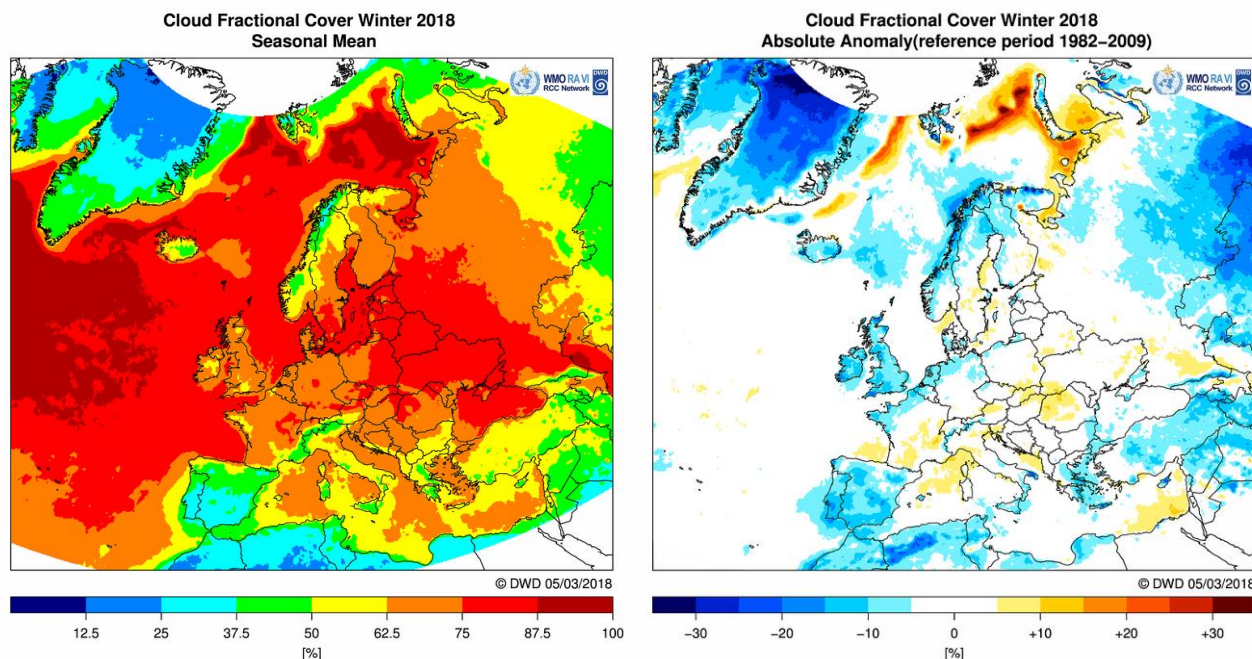 Cloud Fractional Cover Winter 2018
Seasonal Mean
WMO RA VI
RCC Network
DWD
© DWD 05/03/2018
12.5 25 37.5 50 62.5 75 87.5 100
[%]
Cloud Fractional Cover Winter 2018
Absolute Anomaly(reference period 1982−2009)
WMO RA VI
RCC Network
DWD
© DWD 05/03/2018
−30 −20 −10 0 +10 +20 +30
[%]